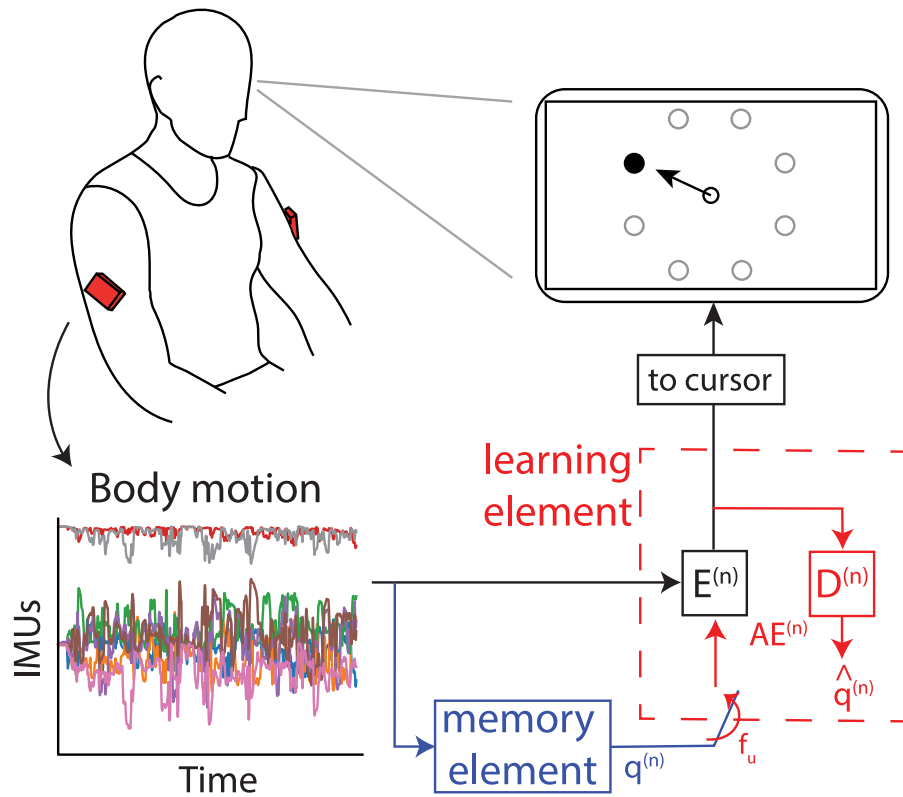 to cursor
learning
element
Body motion
IMUs
Time
E⁽ⁿ⁾
D⁽ⁿ⁾
AE⁽ⁿ⁾
q̂⁽ⁿ⁾
memory
element
q⁽ⁿ⁾
fᵤ